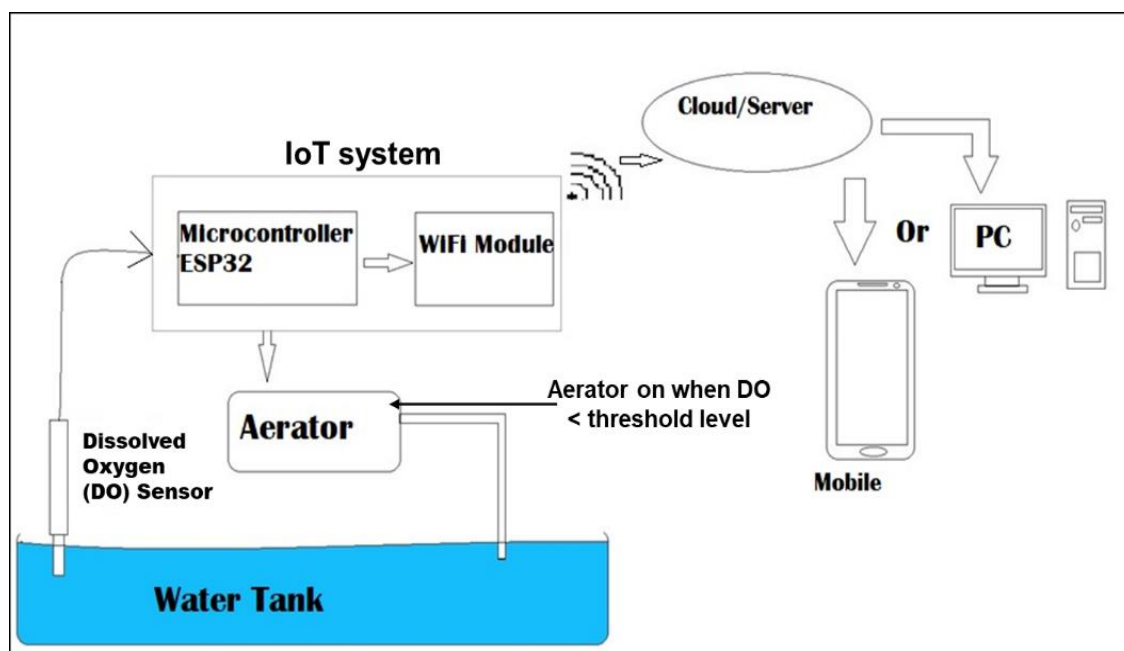 Cloud/Server
IoT system
Microcontroller
ESP32
WiFi Module
Or
PC
Aerator on when DO
< threshold level
Aerator
Dissolved
Oxygen
(DO) Sensor
Mobile
Water Tank